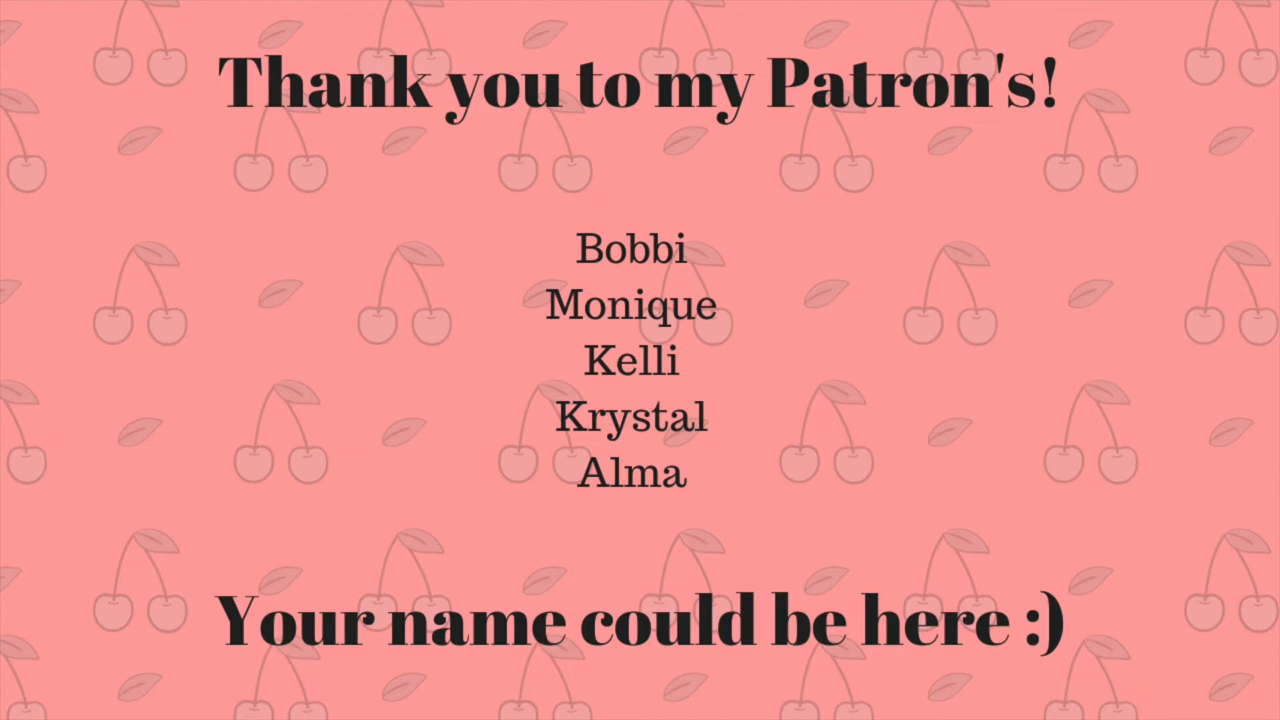 Thank you to my Patron's!
Bobbi
Monique
Kelli
Krystal
Alma
Your name could be here :)